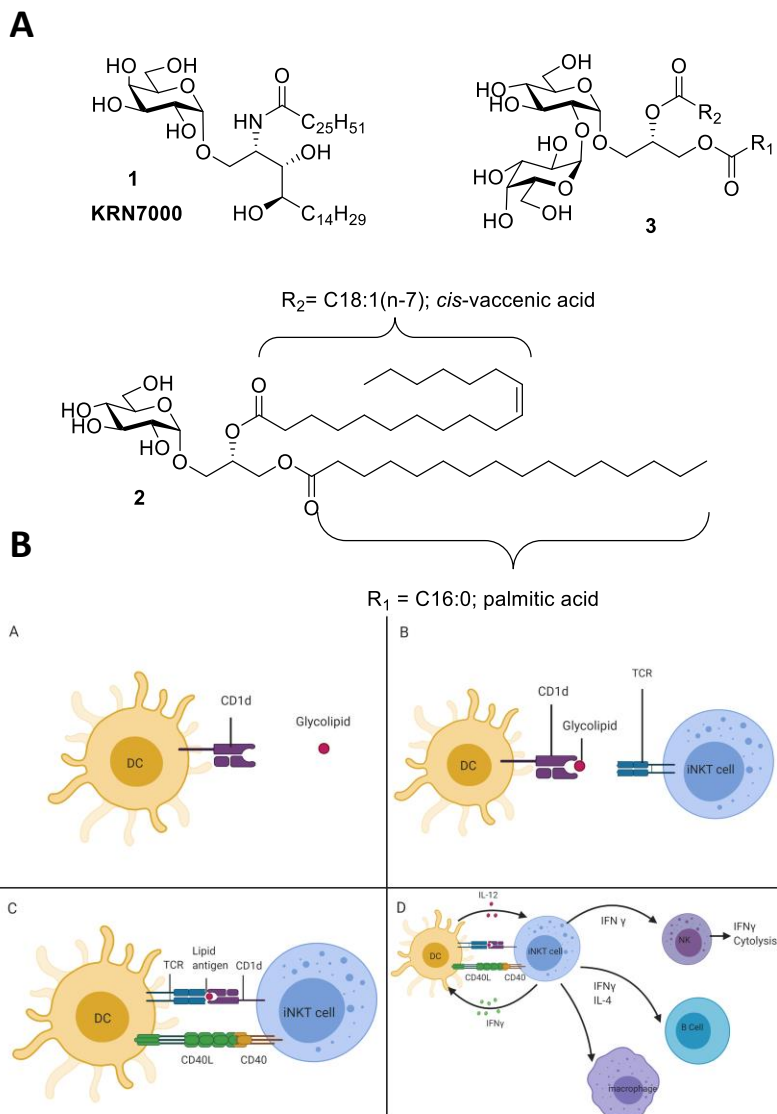 A
HO
OH
O
HO
HO
O
O
HN
C25H51
OH
HO
C14H29
1
KRN7000
OH
HO
HO
O
O
O
O
R2
O
R1
O
HO
HO
O
HO
OH
3
R2= C18:1(n-7); cis-vaccenic acid
OH
HO
HO
O
HO
O
O
O
O
O
2
R1 = C16:0; palmitic acid
B
A
CD1d
Glycolipid
DC
B
TCR
CD1d
Glycolipid
DC
iNKT cell
C
Lipid
antigen
TCR
CD1d
DC
iNKT cell
CD40L
CD40
D
IL-12
IFN γ
NK
IFNγ
Cytolysis
DC
iNKT cell
CD40L
CD40
IFNγ
IFNγ
IL-4
B Cell
macrophage